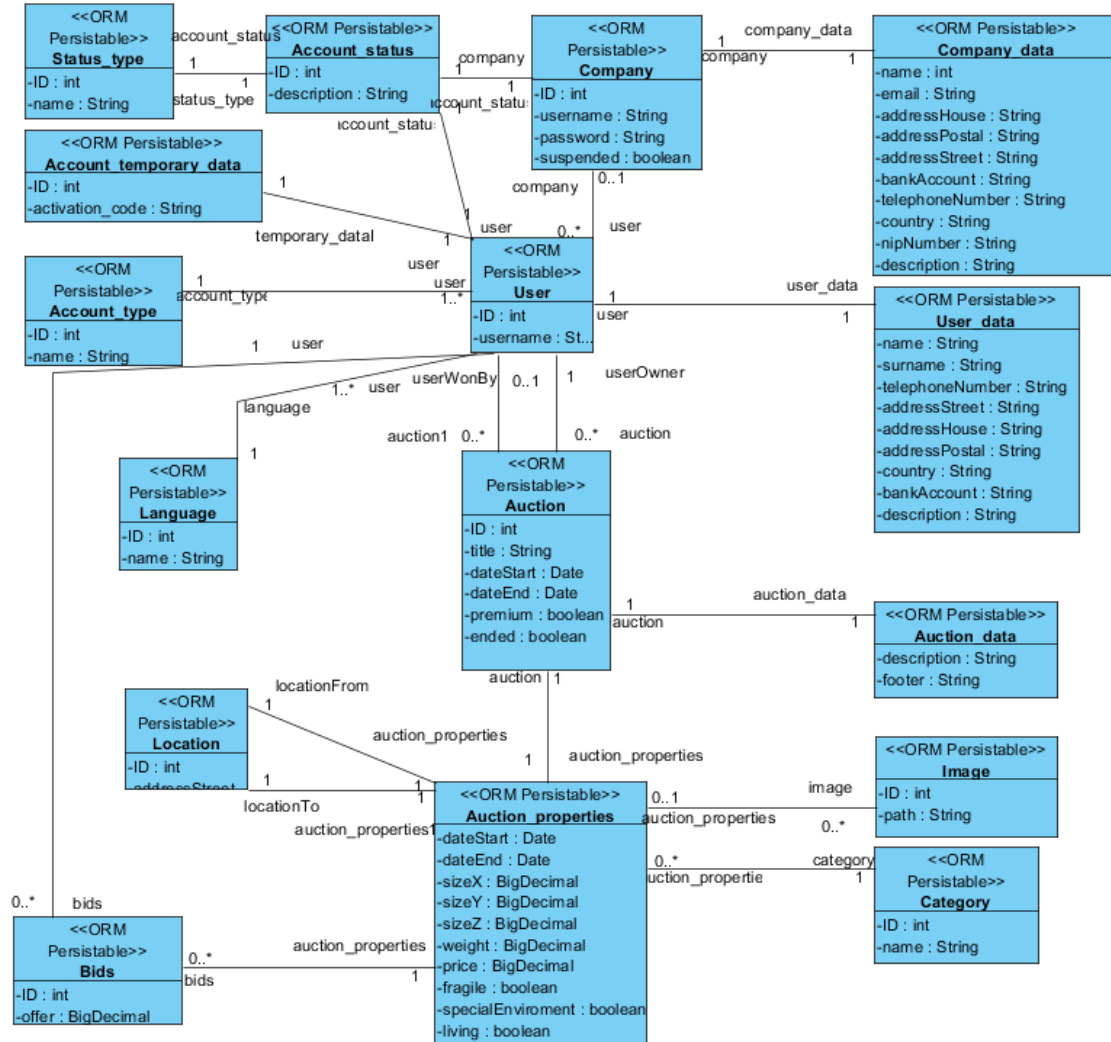 <<ORM
Persistable>>
Status_type
-ID : int
-name : String
account_status
1
1
status_type
<<ORM Persistable>>
Account_status
-ID : int
-description : String
company
1
1
account_status
1
account_status
<<ORM
Persistable>>
Company
-ID : int
-username : String
-password : String
-suspended : boolean
company_data
1
company
1
<<ORM Persistable>>
Company_data
-name : int
-email : String
-addressHouse : String
-addressPostal : String
-addressStreet : String
-bankAccount : String
-telephoneNumber : String
-country : String
-nipNumber : String
-description : String
<<ORM Persistable>>
Account_temporary_data
-ID : int
-activation_code : String
1
temporary_datal
1
user
1
user
company
0..1
0..*
user
<<ORM
Persistable>>
Account_type
-ID : int
-name : String
1
account_type
user
1..*
<<ORM
Persistable>>
User
-ID : int
-username : St...
1
user
user_data
1
<<ORM Persistable>>
User_data
-name : String
-surname : String
-telephoneNumber : String
-addressStreet : String
-addressHouse : String
-addressPostal : String
-country : String
-bankAccount : String
-description : String
1
user
1..*
user
language
1
userWonBy
0..1
1
userOwner
auction1
0..*
0..*
auction
<<ORM
Persistable>>
Language
-ID : int
-name : String
<<ORM
Persistable>>
Auction
-ID : int
-title : String
-dateStart : Date
-dateEnd : Date
-premium : boolean
-ended : boolean
1
auction
auction_data
1
<<ORM Persistable>>
Auction_data
-description : String
-footer : String
auction
1
1
auction_properties
<<ORM
Persistable>>
Location
-ID : int
-addressStreet
locationFrom
1
auction_properties
1
1
locationTo
1
auction_properties1
<<ORM Persistable>>
Auction_properties
-dateStart : Date
-dateEnd : Date
-sizeX : BigDecimal
-sizeY : BigDecimal
-sizeZ : BigDecimal
-weight : BigDecimal
-price : BigDecimal
-fragile : boolean
-specialEnviroment : boolean
-living : boolean
0..1
auction_properties
image
0..*
<<ORM Persistable>>
Image
-ID : int
-path : String
0..*
auction_propertie
category
1
<<ORM
Persistable>>
Category
-ID : int
-name : String
0..*
bids
<<ORM
Persistable>>
Bids
-ID : int
-offer : BigDecimal
0..*
bids
auction_properties
1